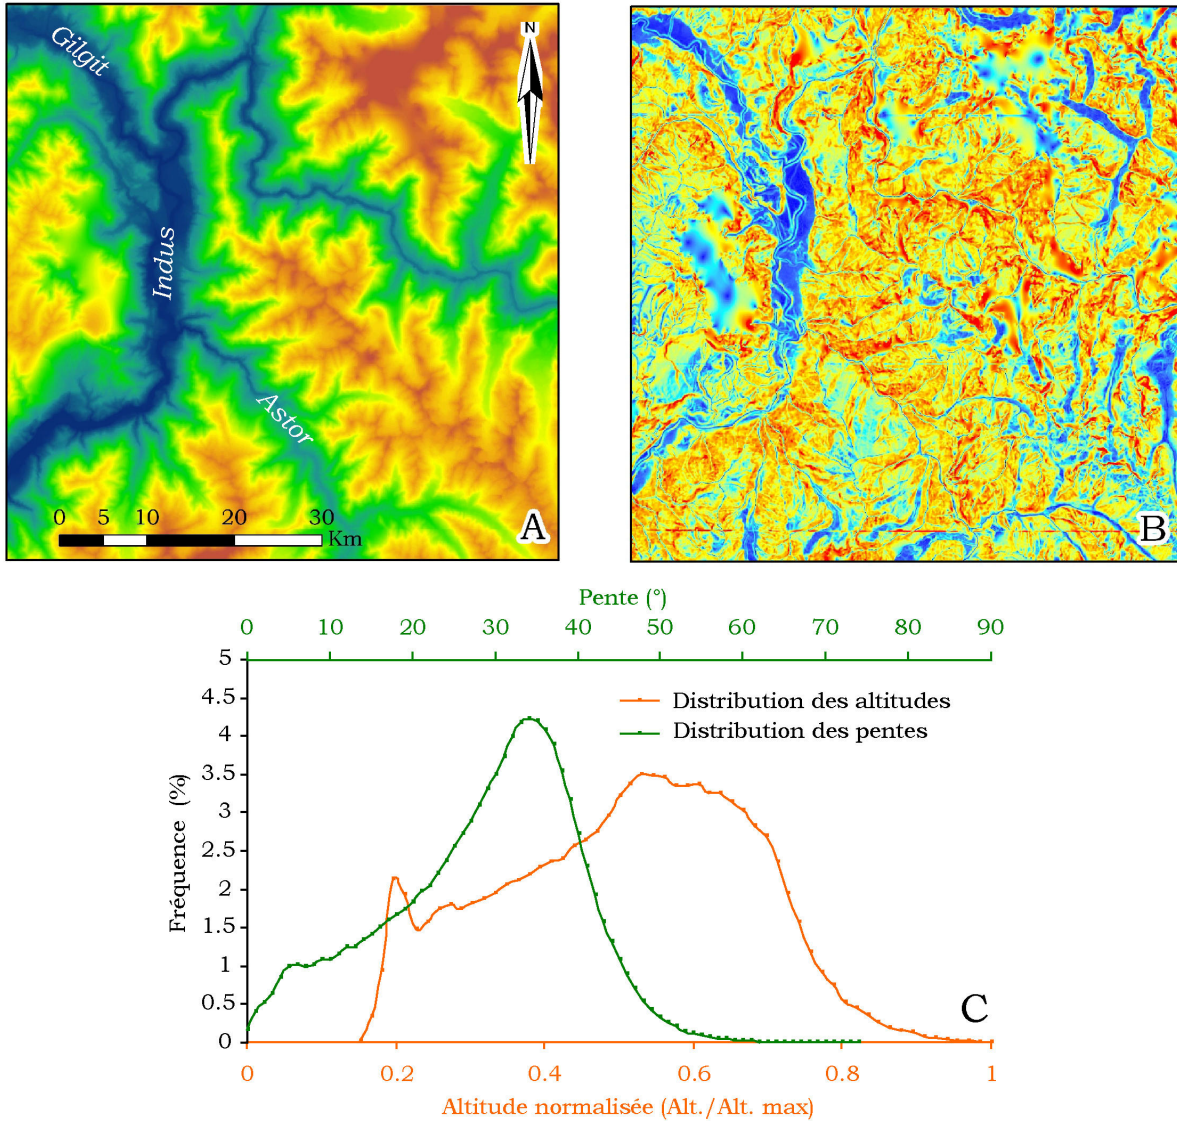 Gilgit
N
Indus
Astor
0 5 10 20 30
Km
A
B
Pente (°)
0 10 20 30 40 50 60 70 80 90
5
4.5
4
3.5
3
2.5
2
1.5
1
0.5
0
Fréquence (%)
Distribution des altitudes
Distribution des pentes
C
0 0.2 0.4 0.6 0.8 1
Altitude normalisée (Alt./Alt. max)